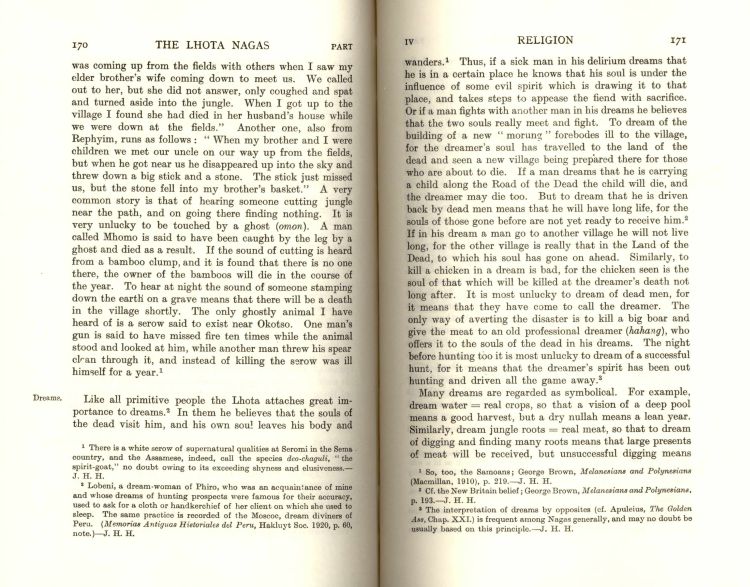 170 THE LHOTA NAGAS PART
was coming up from the fields with others when I saw my
elder brother's wife coming down to meet us. We called
out to her, but she did not answer, only coughed and spat
and turned aside into the jungle. When I got up to the
village I found she had died in her husband's house while
we were down at the fields." Another one, also from
Rephyim, runs as follows: "When my brother and I were
children we met our uncle on our way up from the fields,
but when he got near us he disappeared up into the sky and
threw down a big stick and a stone. The stick just missed
us, but the stone fell into my brother's basket." A very
common story is that of hearing someone cutting jungle
near the path, and on going there finding nothing. It is
very unlucky to be touched by a ghost (omon). A man
called Mhomo is said to have been caught by the leg by a
ghost and died as a result. If the sound of cutting is heard
from a bamboo clump, and it is found that there is no one
there, the owner of the bamboos will die in the course of
the year. To hear at night the sound of someone stamping
down the earth on a grave means that there will be a death
in the village shortly. The only ghostly animal I have
heard of is a serow said to exist near Okotso. One man's
gun is said to have missed fire ten times while the animal
stood and looked at him, while another man threw his spear
clean through it, and instead of killing the serow was ill
himself for a year.¹
Dreams.
Like all primitive people the Lhota attaches great im-
portance to dreams.² In them he believes that the souls of
the dead visit him, and his own soul leaves his body and
¹ There is a white serow of supernatural qualities at Seromi in the Sema
country, and the Assamese, indeed, call the species deo-chaguli, "the
spirit-goat," no doubt owing to its exceeding shyness and elusiveness.—
J. H. H.
² Lobeni, a dream-woman of Phiro, who was an acquaintance of mine
and whose dreams of hunting prospects were famous for their accuracy,
used to ask for a cloth or handkerchief of her client on which she used to
sleep. The same practice is recorded of the Moscoc, dream diviners of
Peru. (Memorias Antiguas Historiales del Peru, Hakluyt Soc. 1920, p. 60,
note.)—J. H. H.
IV RELIGION 171
wanders.¹ Thus, if a sick man in his delirium dreams that
he is in a certain place he knows that his soul is under the
influence of some evil spirit which is drawing it to that
place, and takes steps to appease the fiend with sacrifice.
Or if a man fights with another man in his dreams he believes
that the two souls really meet and fight. To dream of the
building of a new "morung" forebodes ill to the village,
for the dreamer's soul has travelled to the land of the
dead and seen a new village being prepared there for those
who are about to die. If a man dreams that he is carrying
a child along the Road of the Dead the child will die, and
the dreamer may die too. But to dream that he is driven
back by dead men means that he will have long life, for the
souls of those gone before are not yet ready to receive him.²
If in his dream a man go to another village he will not live
long, for the other village is really that in the Land of the
Dead, to which his soul has gone on ahead. Similarly, to
kill a chicken in a dream is bad, for the chicken seen is the
soul of that which will be killed at the dreamer's death not
long after. It is most unlucky to dream of dead men, for
it means that they have come to call the dreamer. The
only way of averting the disaster is to kill a big boar and
give the meat to an old professional dreamer (hahang), who
offers it to the souls of the dead in his dreams. The night
before hunting too it is most unlucky to dream of a successful
hunt, for it means that the dreamer's spirit has been out
hunting and driven all the game away.³
Many dreams are regarded as symbolical. For example,
dream water = real crops, so that a vision of a deep pool
means a good harvest, but a dry nullah means a lean year.
Similarly, dream jungle roots = real meat, so that to dream
of digging and finding many roots means that large presents
of meat will be received, but unsuccessful digging means
¹ So, too, the Samoans; George Brown, Melanesians and Polynesians
(Macmillan, 1910), p. 219.—J. H. H.
² Cf. the New Britain belief; George Brown, Melanesians and Polynesians,
p. 193.—J. H. H.
³ The interpretation of dreams by opposites (cf. Apuleius, The Golden
Ass, Chap. XXI.) is frequent among Nagas generally, and may no doubt be
usually based on this principle.—J. H. H.